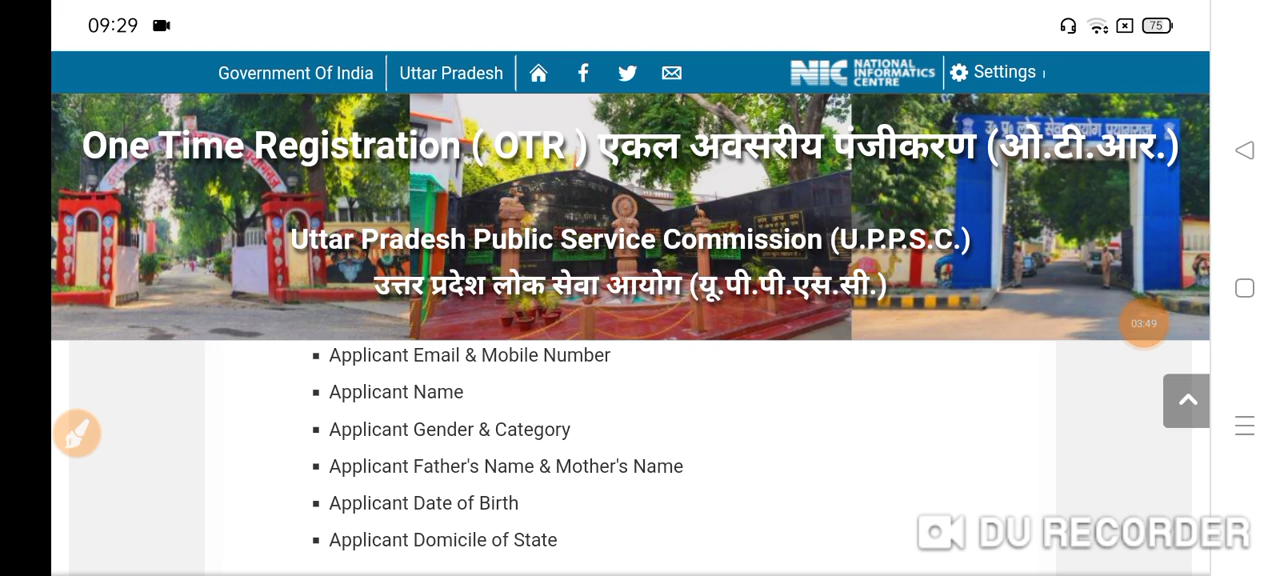 09:29
75
Government Of India
Uttar Pradesh
NIC NATIONAL INFORMATICS CENTRE
Settings
One Time Registration ( OTR ) एकल अवसरीय पंजीकरण (ओ.टी.आर.)
Uttar Pradesh Public Service Commission (U.P.P.S.C.)
उत्तर प्रदेश लोक सेवा आयोग (यू.पी.पी.एस.सी.)
03:49
Applicant Email & Mobile Number
Applicant Name
Applicant Gender & Category
Applicant Father's Name & Mother's Name
Applicant Date of Birth
Applicant Domicile of State
DU RECORDER